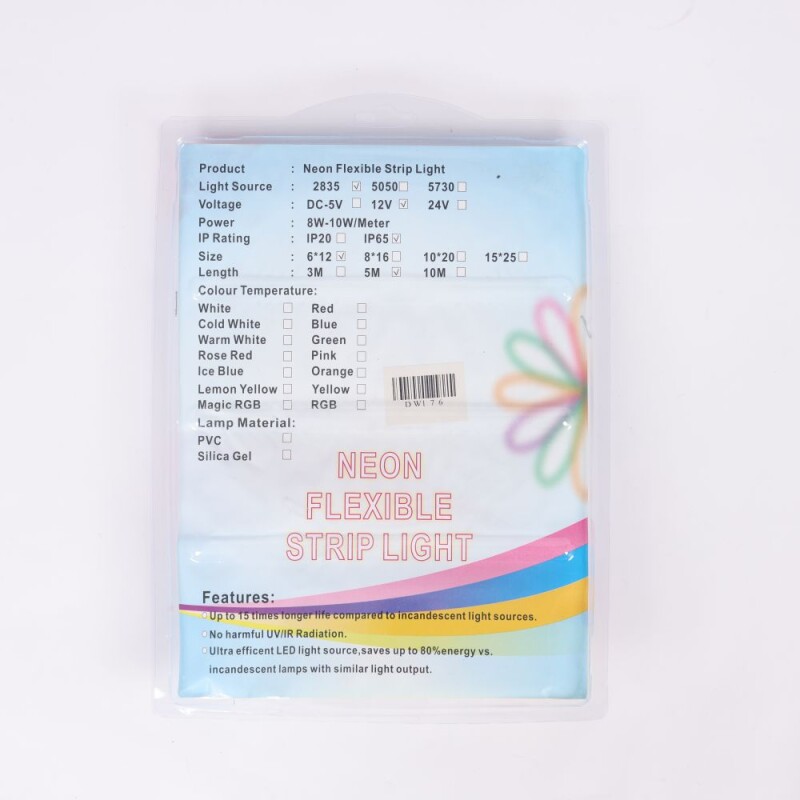 Product : Neon Flexible Strip Light
Light Source : 2835 ☑ 5050 ☐ 5730 ☐
Voltage : DC-5V ☐ 12V ☑ 24V ☐
Power : 8W-10W/Meter
IP Rating : IP20 ☐ IP65 ☑
Size : 6*12 ☑ 8*16 ☐ 10*20 ☐ 15*25 ☐
Length : 3M ☐ 5M ☑ 10M ☐
Colour Temperature:
White ☐ Red ☐
Cold White ☐ Blue ☐
Warm White ☐ Green ☐
Rose Red ☐ Pink ☐
Ice Blue ☐ Orange ☐
Lemon Yellow ☐ Yellow ☐
Magic RGB ☐ RGB ☐
DW176
Lamp Material:
PVC ☐
Silica Gel ☐
NEON
FLEXIBLE
STRIP LIGHT
Features:
Up to 15 times longer life compared to incandescent light sources.
No harmful UV/IR Radiation.
Ultra efficent LED light source,saves up to 80%energy vs.
incandescent lamps with similar light output.